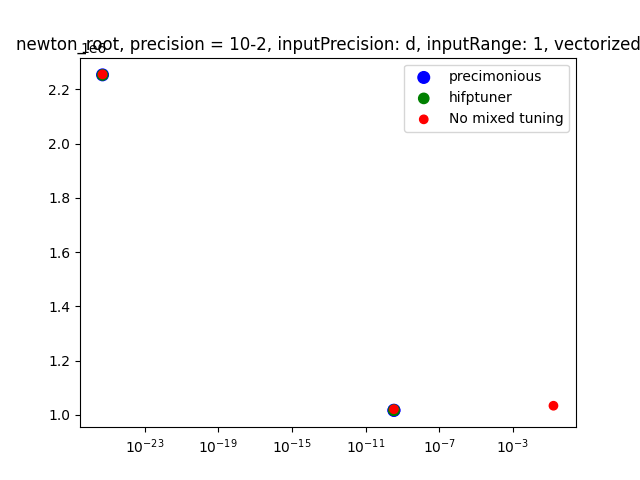 newton_root, precision = 10-2, inputPrecision: d, inputRange: 1, vectorized
1e6
precimonious
hifptuner
No mixed tuning
2.2
2.0
1.8
1.6
1.4
1.2
1.0
10⁻²³ 10⁻¹⁹ 10⁻¹⁵ 10⁻¹¹ 10⁻⁷ 10⁻³